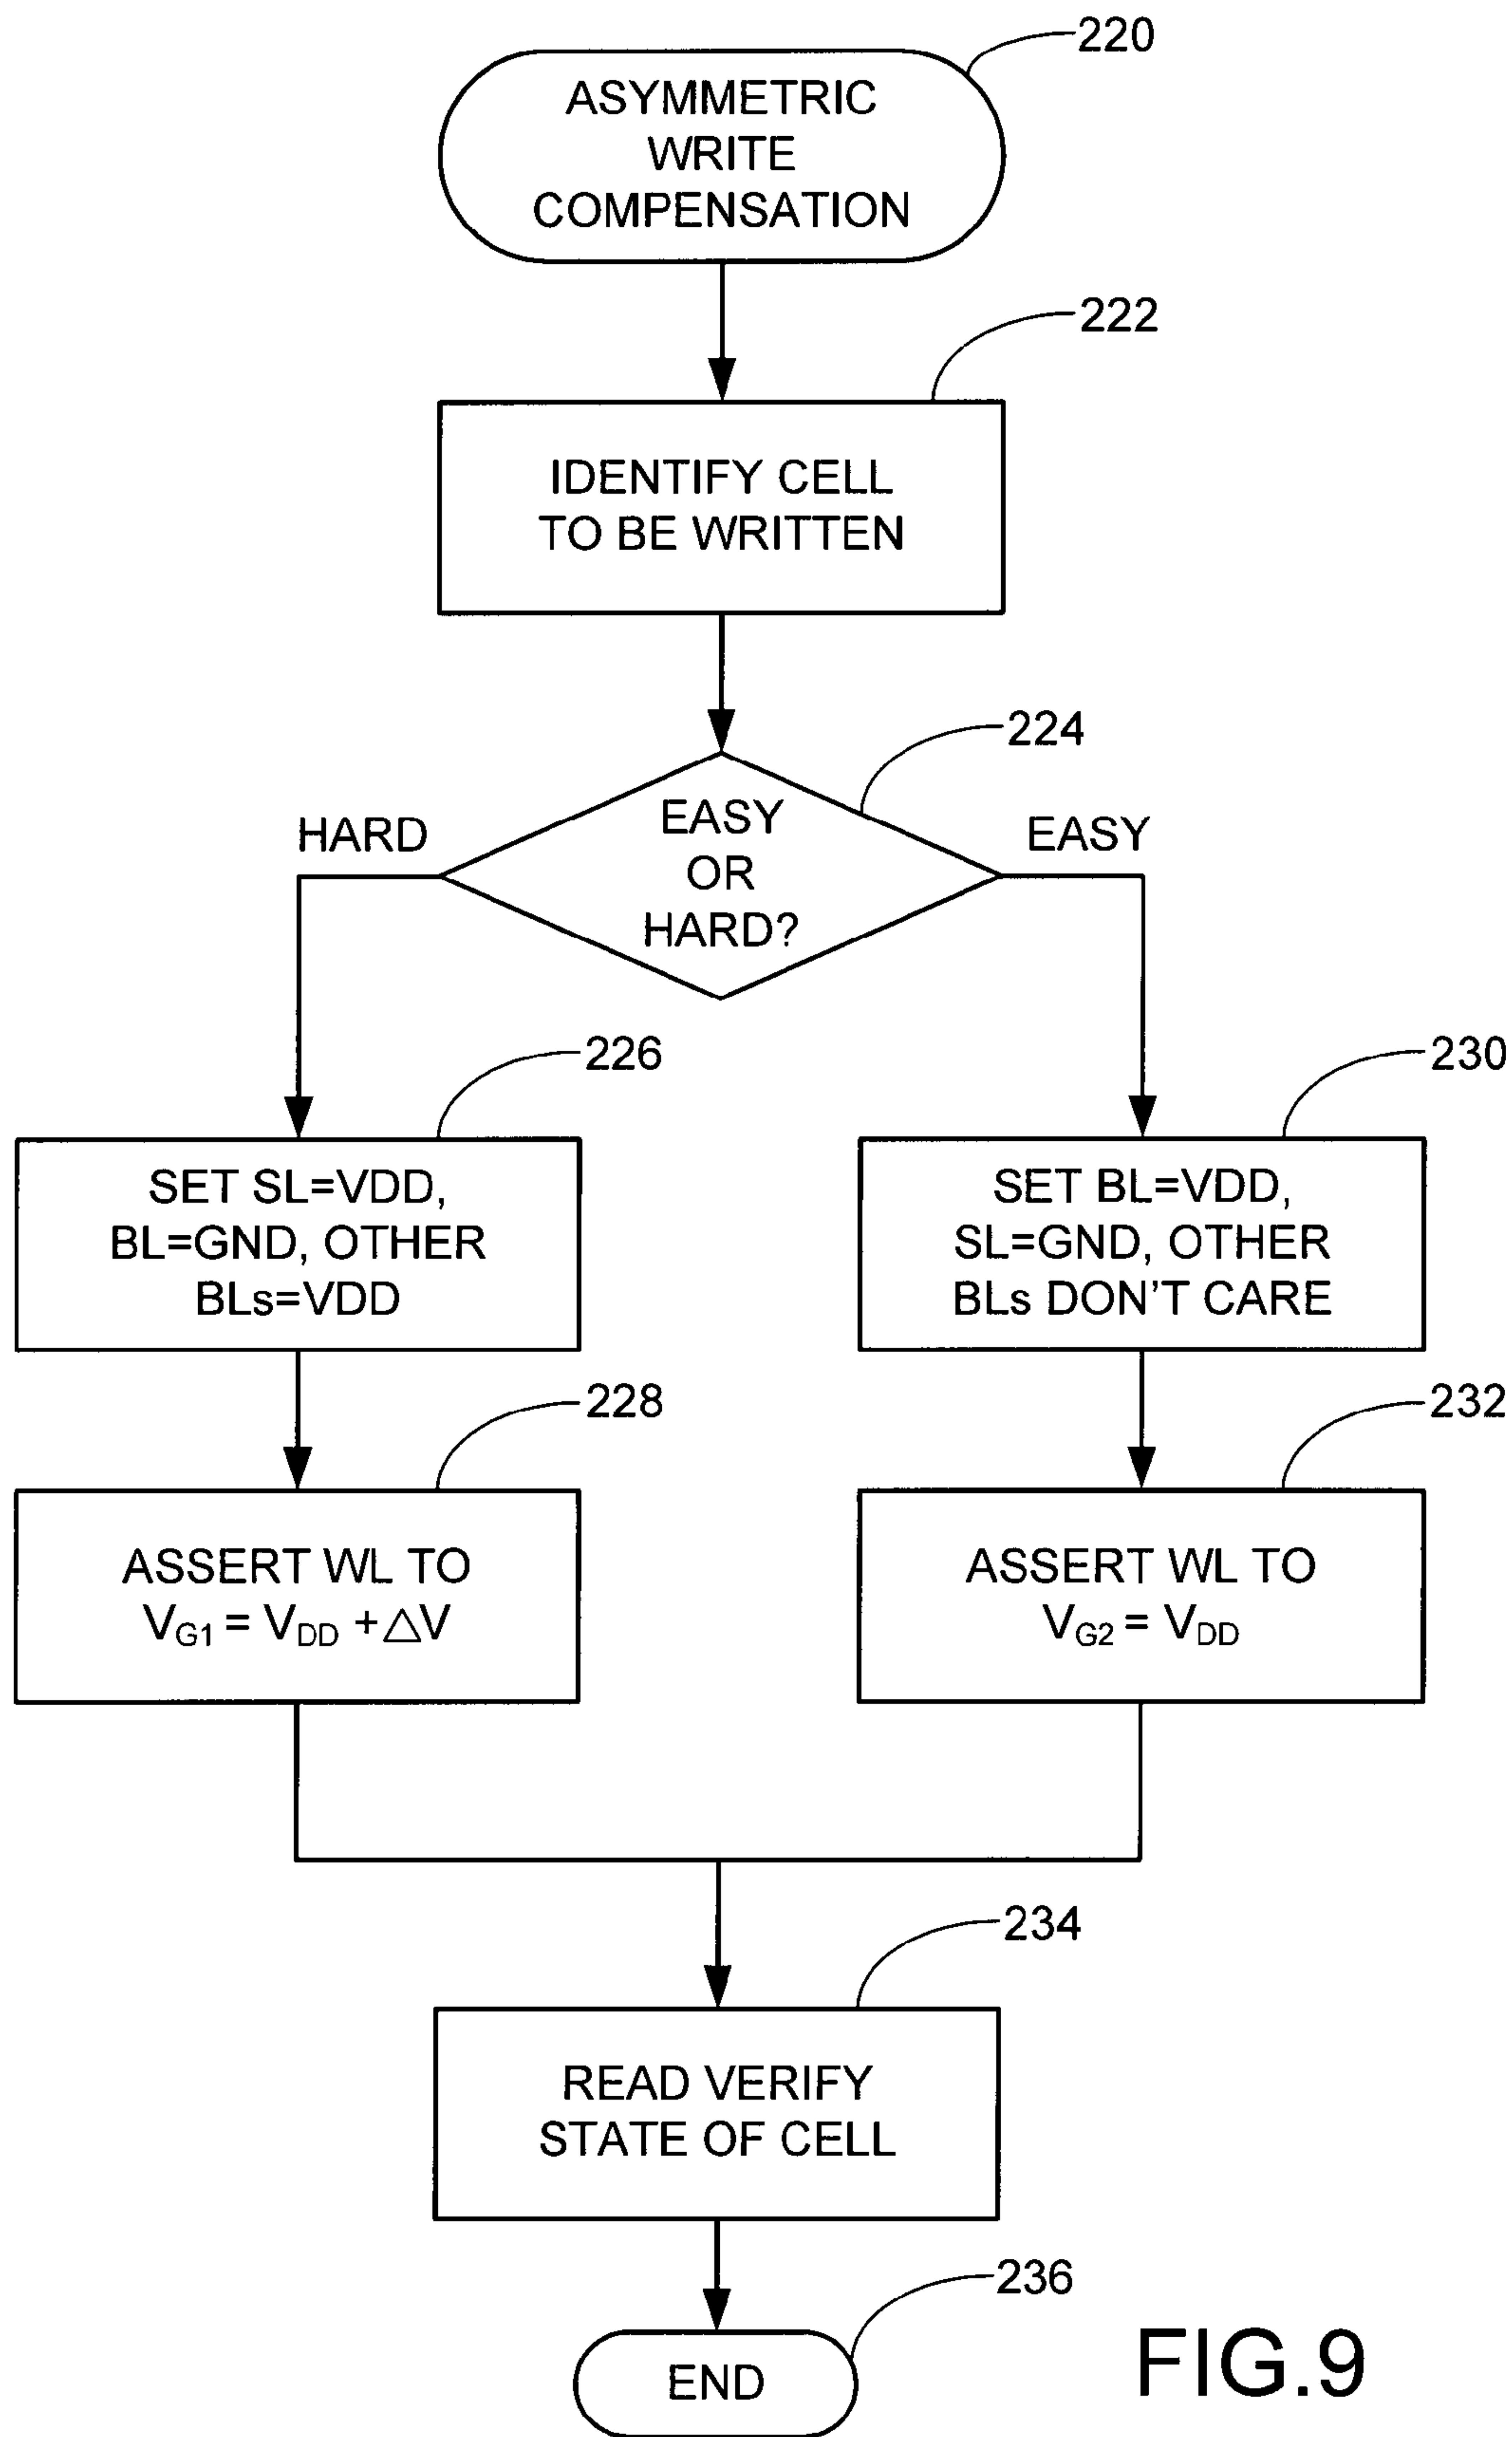 220
ASYMMETRIC
WRITE
COMPENSATION
222
IDENTIFY CELL
TO BE WRITTEN
224
EASY
OR
HARD?
HARD
EASY
226
SET SL=VDD,
BL=GND, OTHER
BLs=VDD
228
ASSERT WL TO
VG1 = VDD + △V
230
SET BL=VDD,
SL=GND, OTHER
BLs DON'T CARE
232
ASSERT WL TO
VG2 = VDD
234
READ VERIFY
STATE OF CELL
236
END
FIG.9